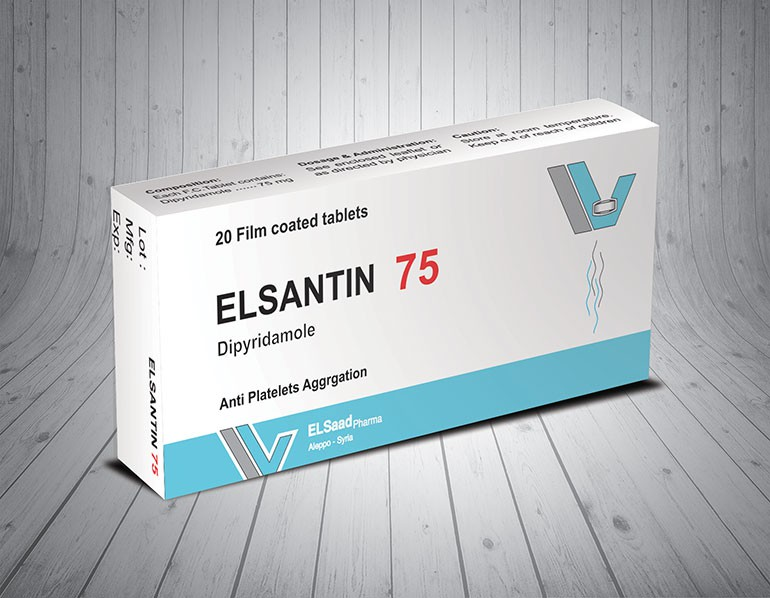 Composition:
Each F.C.Tablet contains:
Dipyridamole ...... 75 mg
Dosage & Administration:
See enclosed leaflet or
as directed by physician
Caution:
Store at room temperature.
Keep out of reach of children
Lot :
Mfg:
Exp:
ELSANTIN 75
20 Film coated tablets
ELSANTIN 75
Dipyridamole
Anti Platelets Aggrgation
ELSaad Pharma
Aleppo - Syria